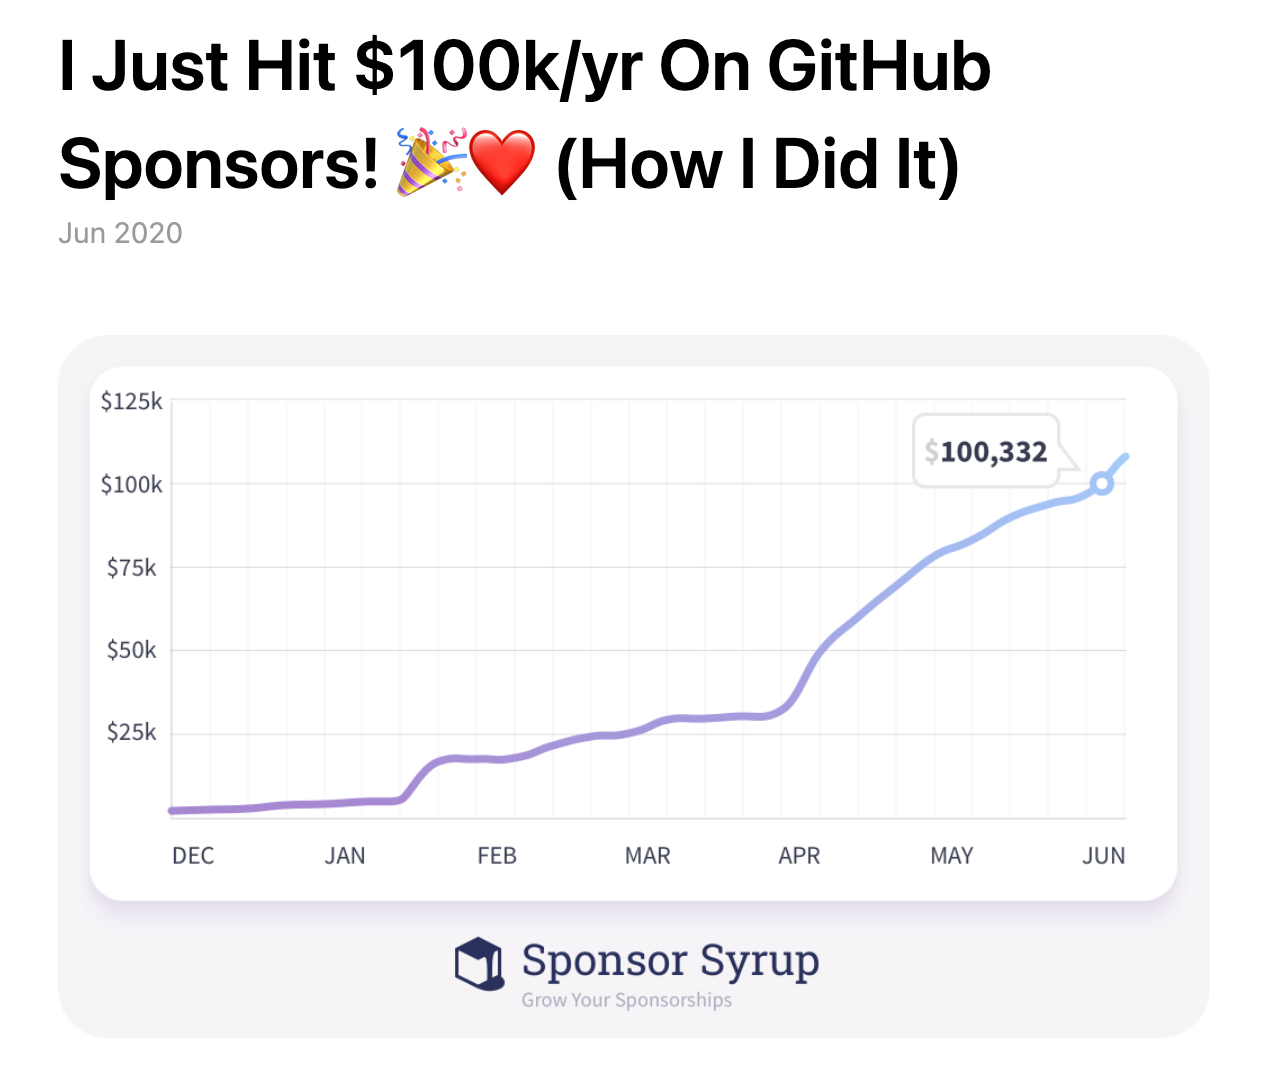 I Just Hit $100k/yr On GitHub
Sponsors! 🎉❤️ (How I Did It)
Jun 2020
$125k
$100,332
$100k
$75k
$50k
$25k
DEC JAN FEB MAR APR MAY JUN
Sponsor Syrup
Grow Your Sponsorships